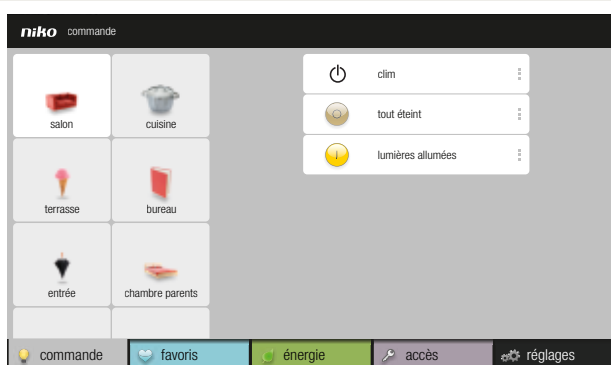 niko commande
salon
cuisine
terrasse
bureau
entrée
chambre parents
clim
tout éteint
lumières allumées
commande
favoris
énergie
accès
réglages